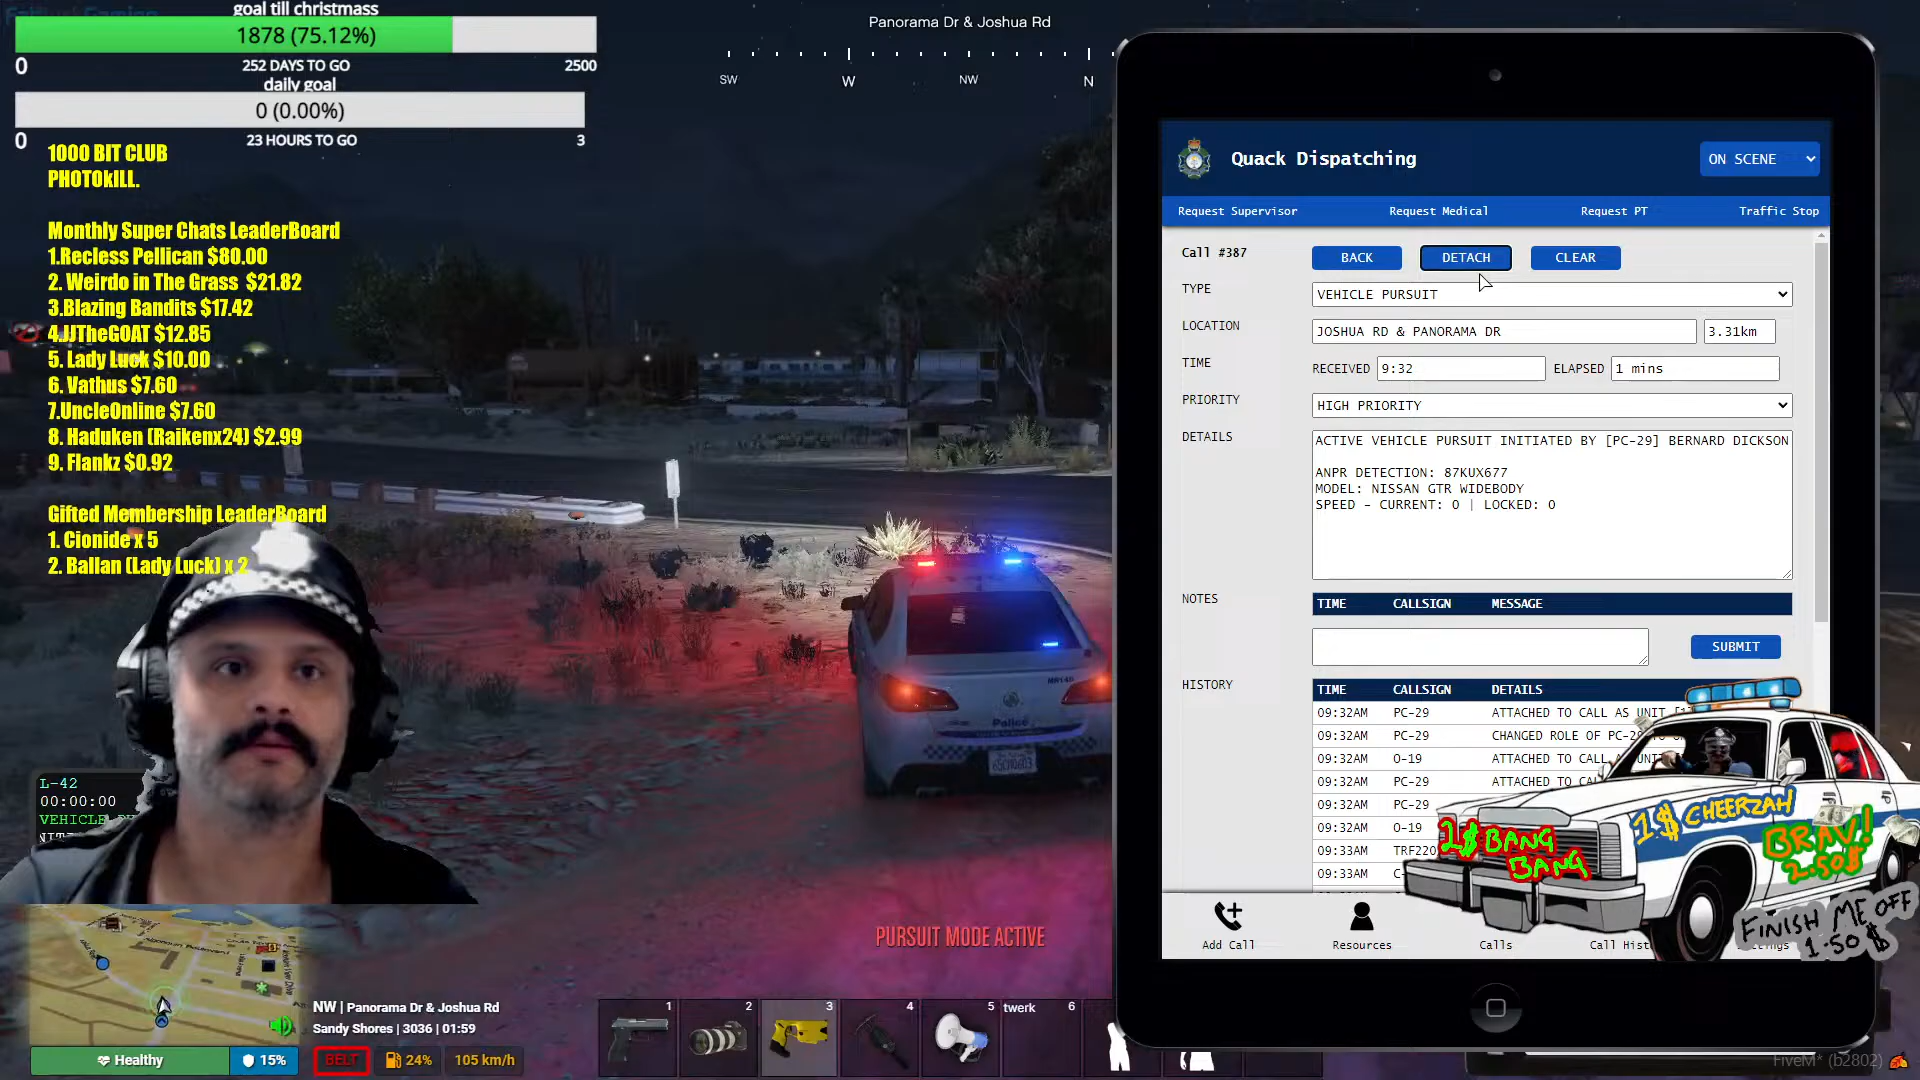 goal till christmass
1878 (75.12%)
0
252 DAYS TO GO
2500
daily goal
0 (0.00%)
0
23 HOURS TO GO
3
1000 BIT CLUB
PHOTOkILL.
Monthly Super Chats LeaderBoard
1.Recless Pellican $80.00
2. Weirdo in The Grass $21.82
3.Blazing Bandits $17.42
4.JJTheGOAT $12.85
5. Lady Luck $10.00
6. Vathus $7.60
7.UncleOnline $7.60
8. Haduken (Raikenx24) $2.99
9. Flankz $0.92
Gifted Membership LeaderBoard
1. Cionide x 5
2. Ballan (Lady Luck) x 2
L-42
00:00:00
VEHICLE
Panorama Dr & Joshua Rd
SW
W
NW
N
Police
PURSUIT MODE ACTIVE
NW | Panorama Dr & Joshua Rd
Sandy Shores | 3036 | 01:59
Healthy
15%
BELT
24%
105 km/h
1
2
3
4
5
twerk
6
Quack Dispatching
ON SCENE
Request Supervisor
Request Medical
Request PT
Traffic Stop
Call #387
BACK
DETACH
CLEAR
TYPE
VEHICLE PURSUIT
LOCATION
JOSHUA RD & PANORAMA DR
3.31km
TIME
RECEIVED
9:32
ELAPSED
1 mins
PRIORITY
HIGH PRIORITY
DETAILS
ACTIVE VEHICLE PURSUIT INITIATED BY [PC-29] BERNARD DICKSON
ANPR DETECTION: 87KUX677
MODEL: NISSAN GTR WIDEBODY
SPEED - CURRENT: 0 | LOCKED: 0
NOTES
TIME CALLSIGN MESSAGE
SUBMIT
HISTORY
TIME CALLSIGN DETAILS
09:32AM PC-29 ATTACHED TO CALL AS UNIT
09:32AM PC-29 CHANGED ROLE OF PC-29
09:32AM O-19 ATTACHED TO CALL
09:32AM PC-29 ATTACHED TO
09:32AM PC-29
09:32AM O-19
09:33AM
09:33AM
1$ CHEERZAH
2$ BANG BANG
BRAV!
2.50$
FINISH ME OFF
1.50 $
Add Call
Resources
Calls
FiveM* (b2802)